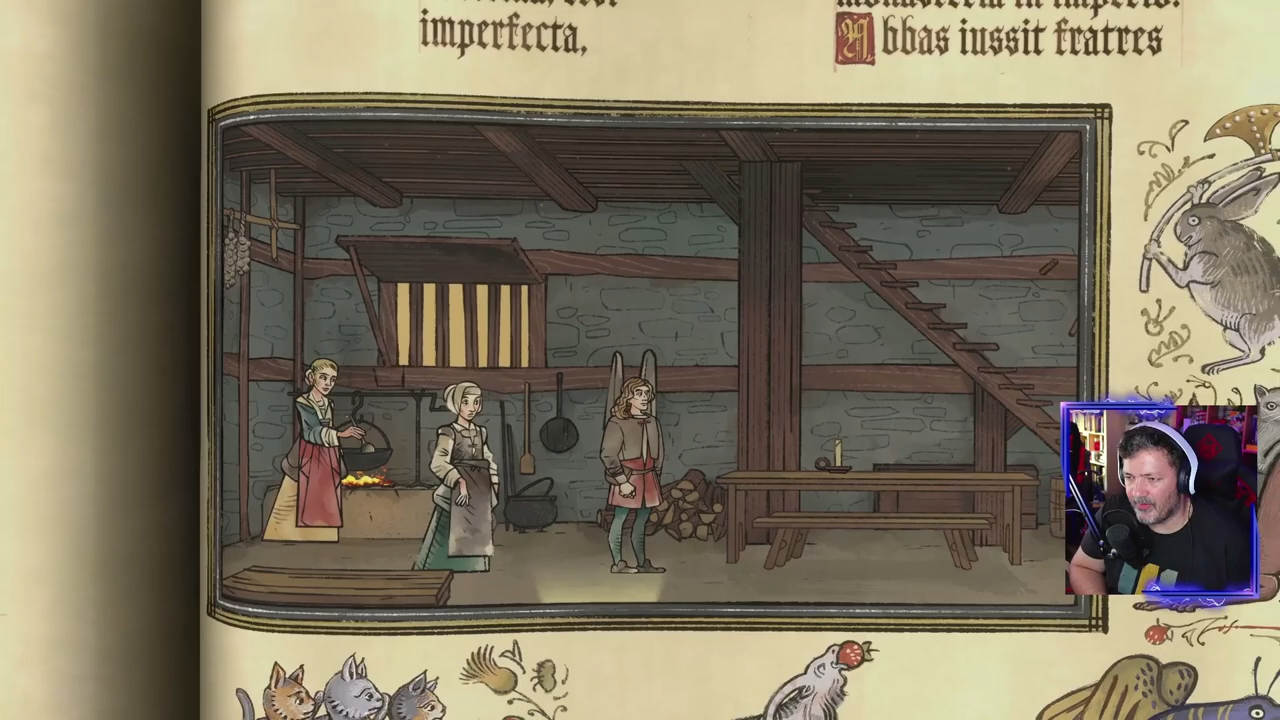 imperfecta,
Abbas iussit fratres